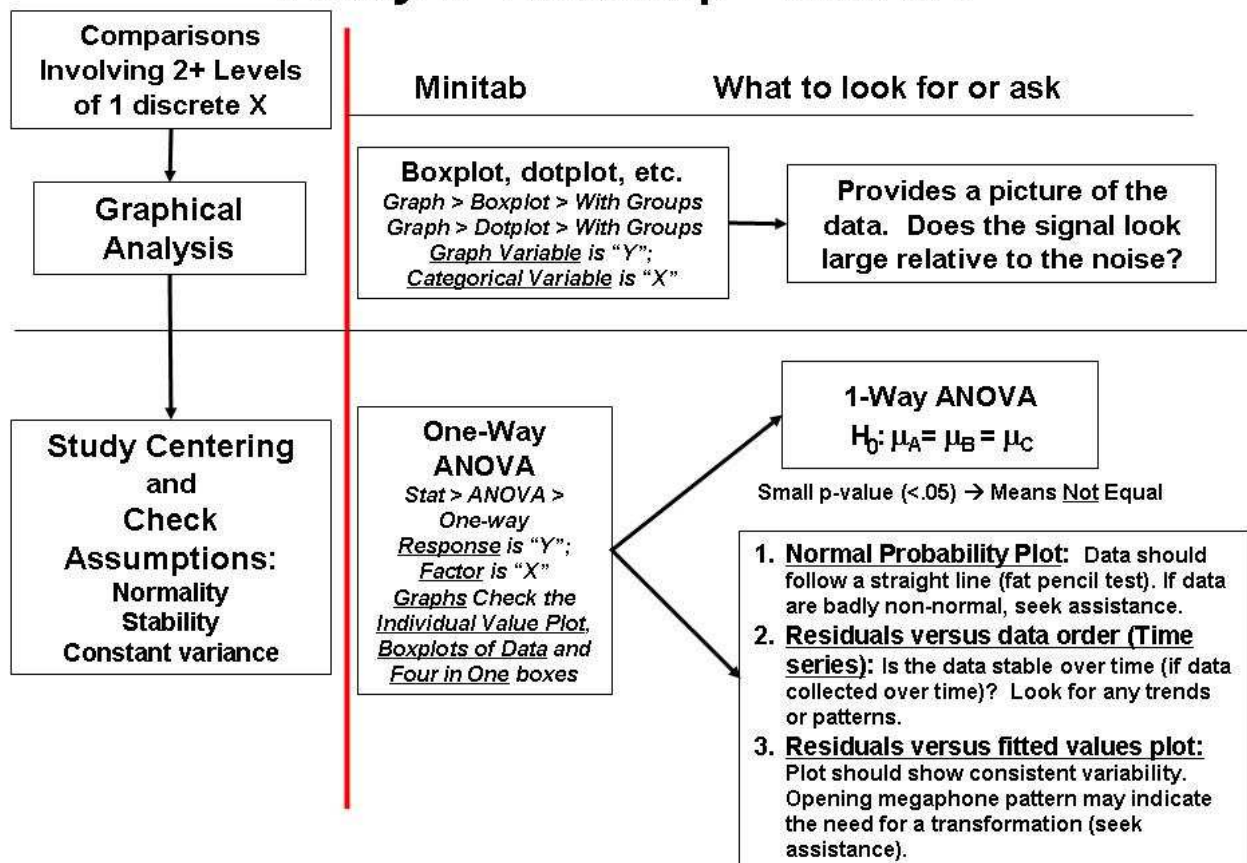 Comparisons
Involving 2+ Levels
of 1 discrete X
Minitab
What to look for or ask
Graphical
Analysis
Boxplot, dotplot, etc.
Graph > Boxplot > With Groups
Graph > Dotplot > With Groups
Graph Variable is “Y”;
Categorical Variable is “X”
Provides a picture of the
data. Does the signal look
large relative to the noise?
Study Centering
and
Check
Assumptions:
Normality
Stability
Constant variance
One-Way
ANOVA
Stat > ANOVA >
One-way
Response is “Y”;
Factor is “X”
Graphs Check the
Individual Value Plot,
Boxplots of Data and
Four in One boxes
1-Way ANOVA
H₀: μA= μB = μC
Small p-value (<.05) → Means Not Equal
1. Normal Probability Plot: Data should
follow a straight line (fat pencil test). If data
are badly non-normal, seek assistance.
2. Residuals versus data order (Time
series): Is the data stable over time (if data
collected over time)? Look for any trends
or patterns.
3. Residuals versus fitted values plot:
Plot should show consistent variability.
Opening megaphone pattern may indicate
the need for a transformation (seek
assistance).